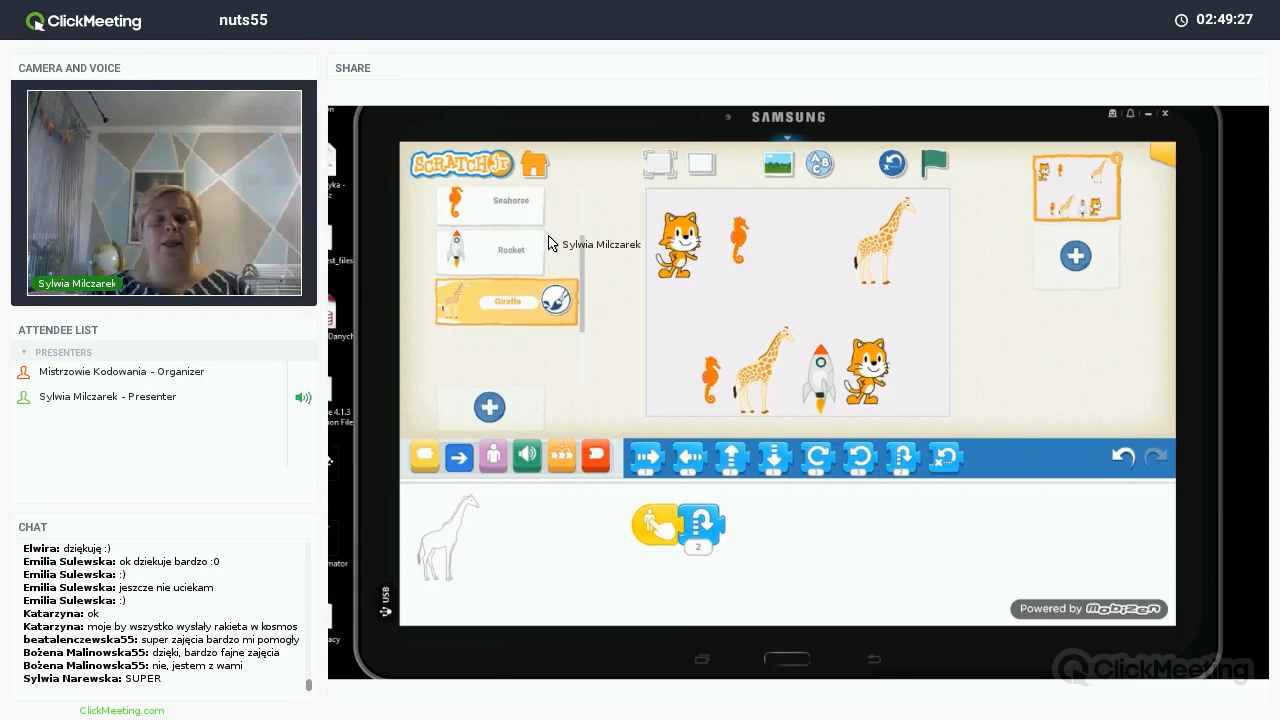 ClickMeeting
nuts55
02:49:27
CAMERA AND VOICE
Sylwia Milczarek
ATTENDEE LIST
PRESENTERS
Mistrzowie Kodowania - Organizer
Sylwia Milczarek - Presenter
CHAT
Elwira: dziękuję :)
Emilia Sulewska: ok dziekuje bardzo :0
Emilia Sulewska: :)
Emilia Sulewska: jeszcze nie uciekam
Emilia Sulewska: :)
Katarzyna: ok
Katarzyna: moje by wszystko wysłały rakieta w kosmos
beatalenczewska55: super zajęcia bardzo mi pomogły
Bożena Malinowska55: dzięki, bardzo fajne zajęcia
Bożena Malinowska55: nie, jestem z wami
Sylwia Narewska: SUPER
ClickMeeting.com
SHARE
SAMSUNG
SCRATCHJR
Seahorse
Sylwia Milczarek
Rocket
Giraffe
1
2
USB
Powered by mobizen
ClickMeeting